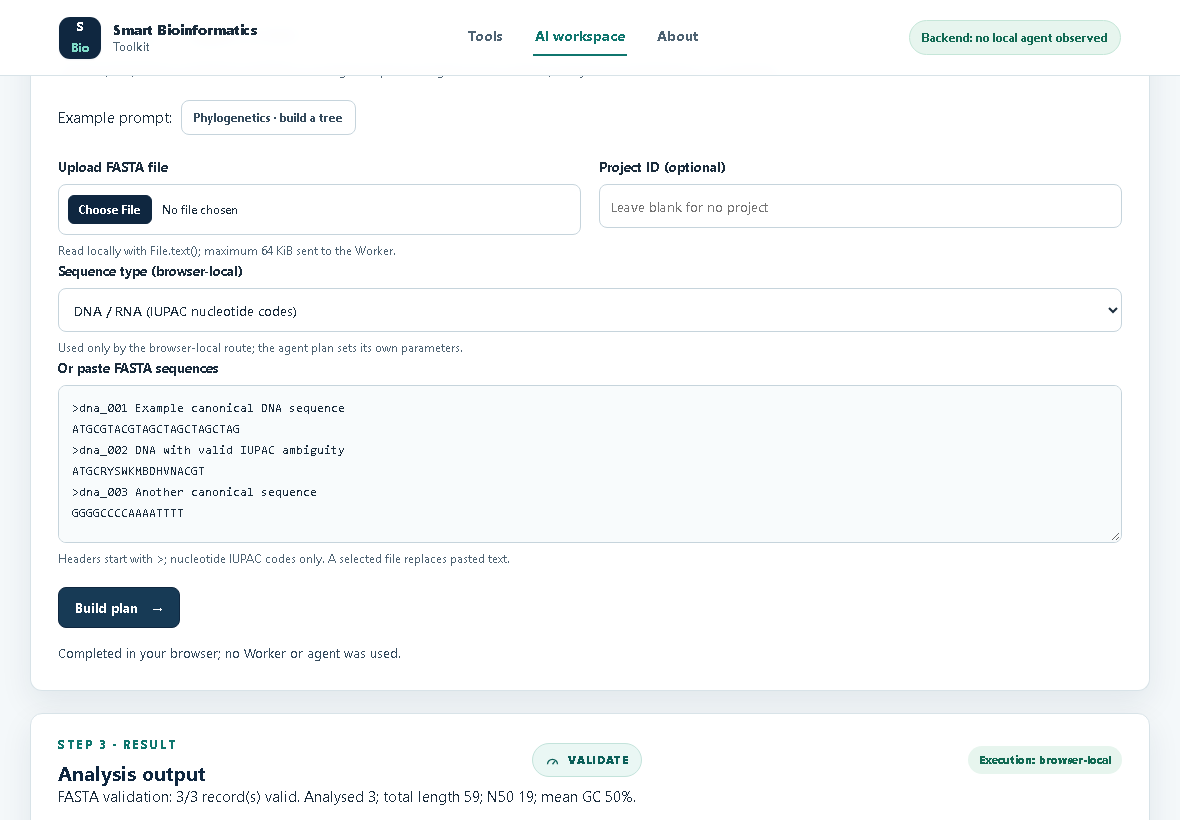 S
Bio
Smart Bioinformatics
Toolkit
Tools
AI workspace
About
Backend: no local agent observed
Example prompt:
Phylogenetics · build a tree
Upload FASTA file
Project ID (optional)
Choose File
No file chosen
Leave blank for no project
Read locally with File.text(); maximum 64 KiB sent to the Worker.
Sequence type (browser-local)
DNA / RNA (IUPAC nucleotide codes)
Used only by the browser-local route; the agent plan sets its own parameters.
Or paste FASTA sequences
>dna_001 Example canonical DNA sequence
ATGCGTACGTAGCTAGCTAGCTAG
>dna_002 DNA with valid IUPAC ambiguity
ATGCRYSWKMBDHVNACGT
>dna_003 Another canonical sequence
GGGGCCCCAAAATTTT
Headers start with >; nucleotide IUPAC codes only. A selected file replaces pasted text.
Build plan →
Completed in your browser; no Worker or agent was used.
STEP 3 · RESULT
Analysis output
VALIDATE
Execution: browser-local
FASTA validation: 3/3 record(s) valid. Analysed 3; total length 59; N50 19; mean GC 50%.